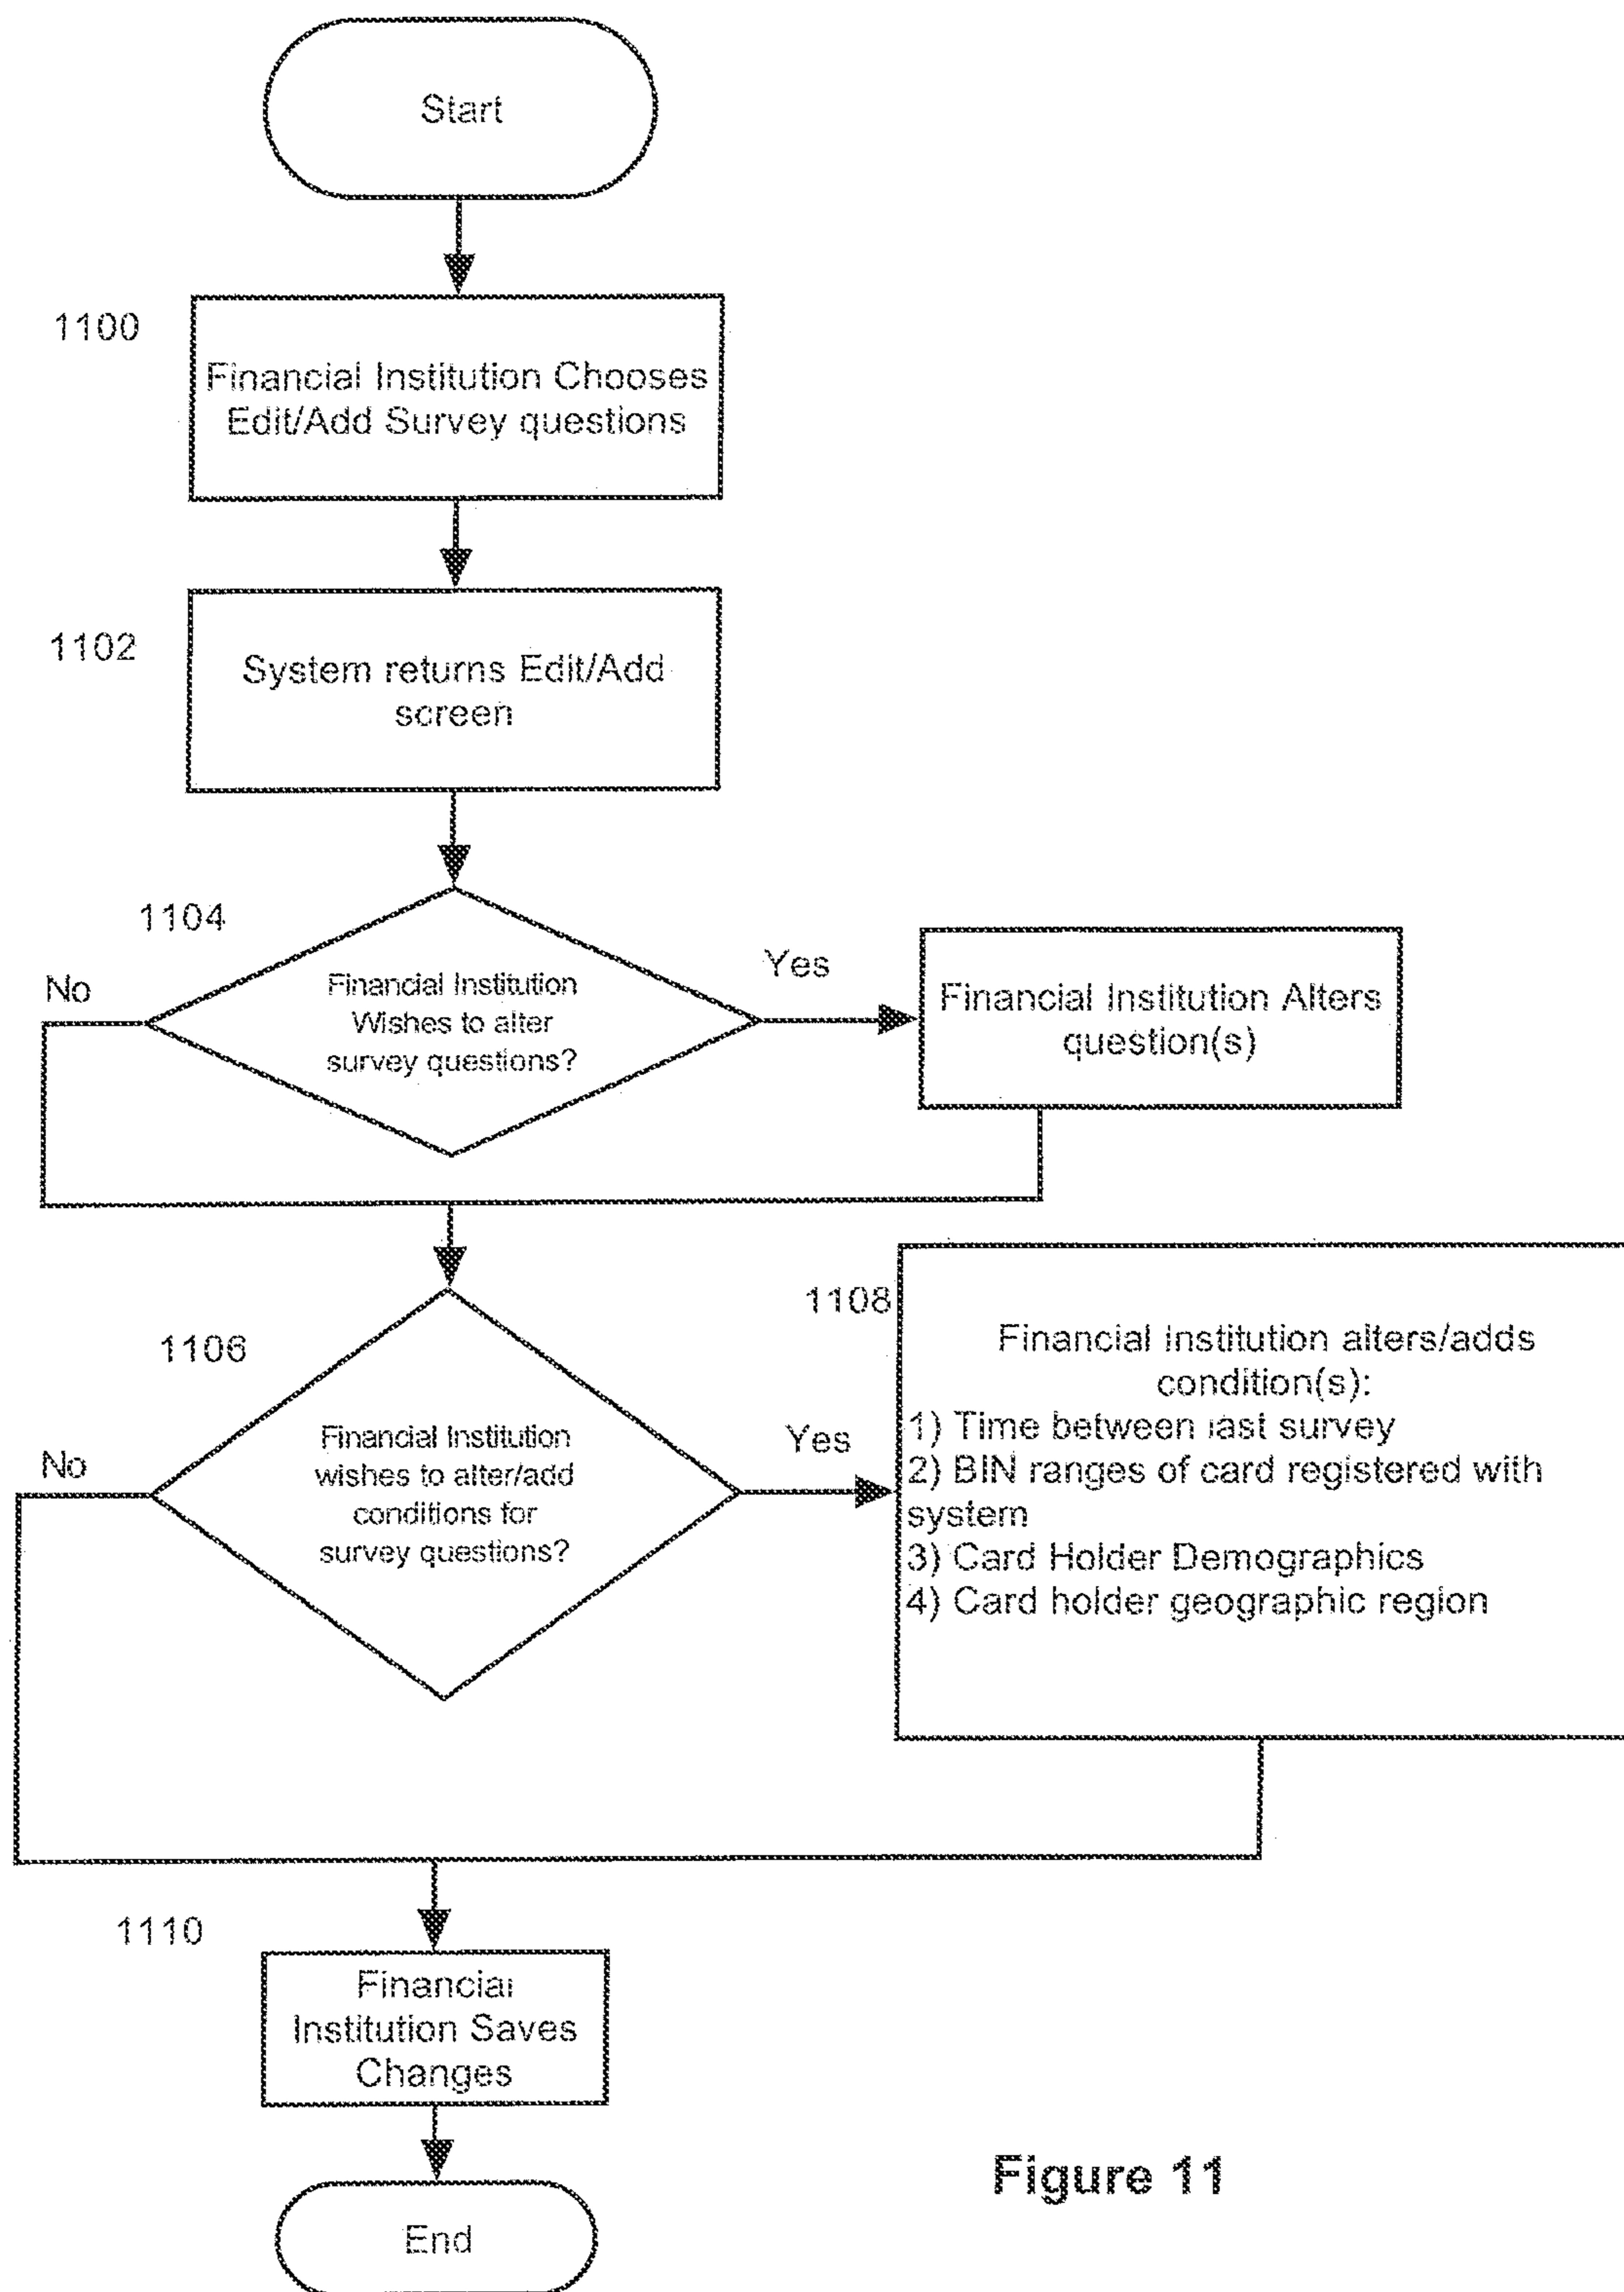 Start
1100
Financial Institution Chooses
Edit/Add Survey questions
1102
System returns Edit/Add
screen
1104
No
Financial Institution
Wishes to alter
survey questions?
Yes
Financial Institution Alters
question(s)
1106
No
Financial Institution
wishes to alter/add
conditions for
survey questions?
Yes
1108
Financial institution alters/adds
condition(s):
1) Time between last survey
2) BIN ranges of card registered with
system
3) Card Holder Demographics
4) Card holder geographic region
1110
Financial
Institution Saves
Changes
End
Figure 11